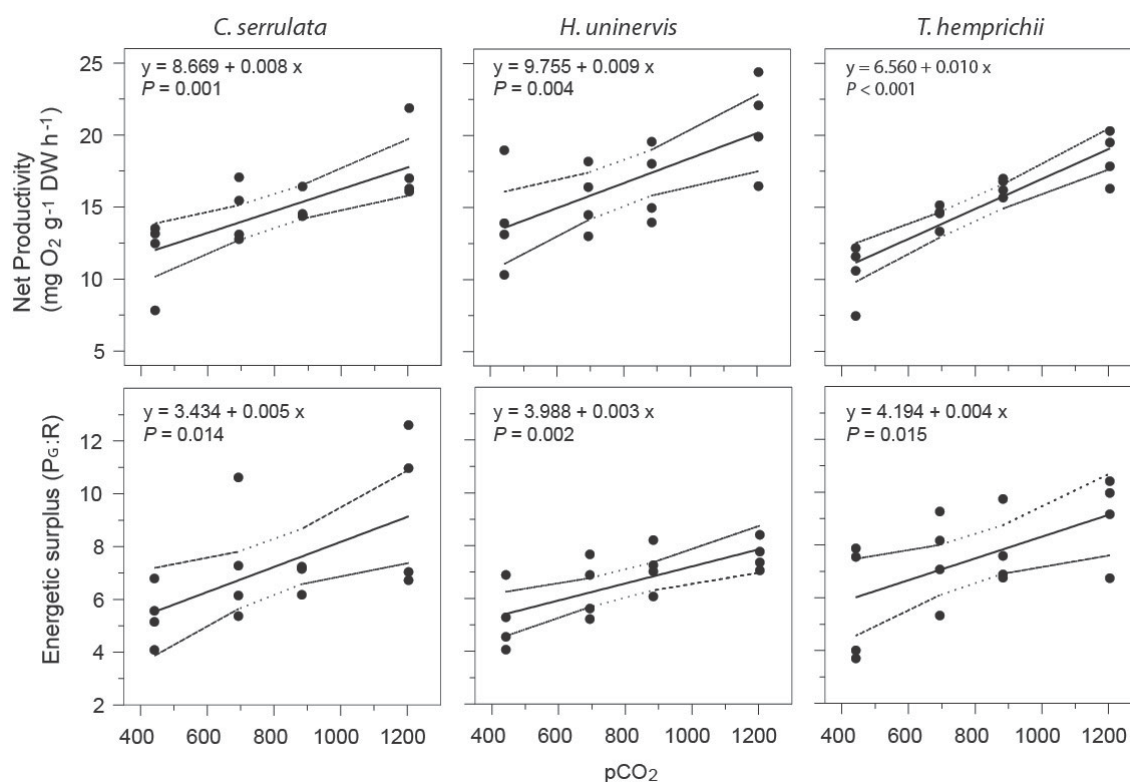 C. serrulata
H. uninervis
T. hemprichii
Net Productivity
(mg O₂ g⁻¹ DW h⁻¹)
25
20
15
10
5
y = 8.669 + 0.008 x
P = 0.001
y = 9.755 + 0.009 x
P = 0.004
y = 6.560 + 0.010 x
P < 0.001
Energetic surplus (PG:R)
12
10
8
6
4
2
y = 3.434 + 0.005 x
P = 0.014
y = 3.988 + 0.003 x
P = 0.002
y = 4.194 + 0.004 x
P = 0.015
400 600 800 1000 1200
400 600 800 1000 1200
400 600 800 1000 1200
pCO₂